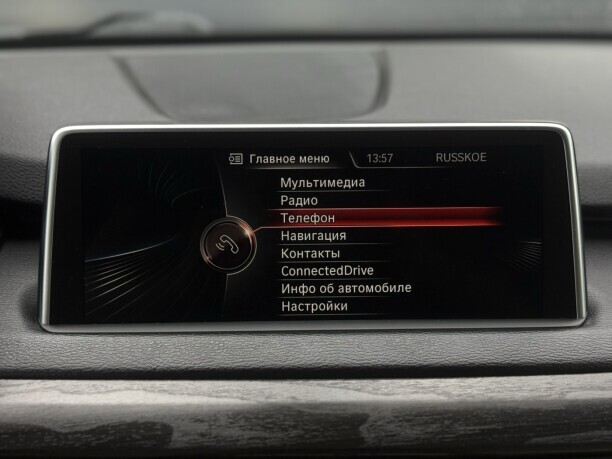 Главное меню 13:57 RUSSKOE
Мультимедиа
Радио
Телефон
Навигация
Контакты
ConnectedDrive
Инфо об автомобиле
Настройки